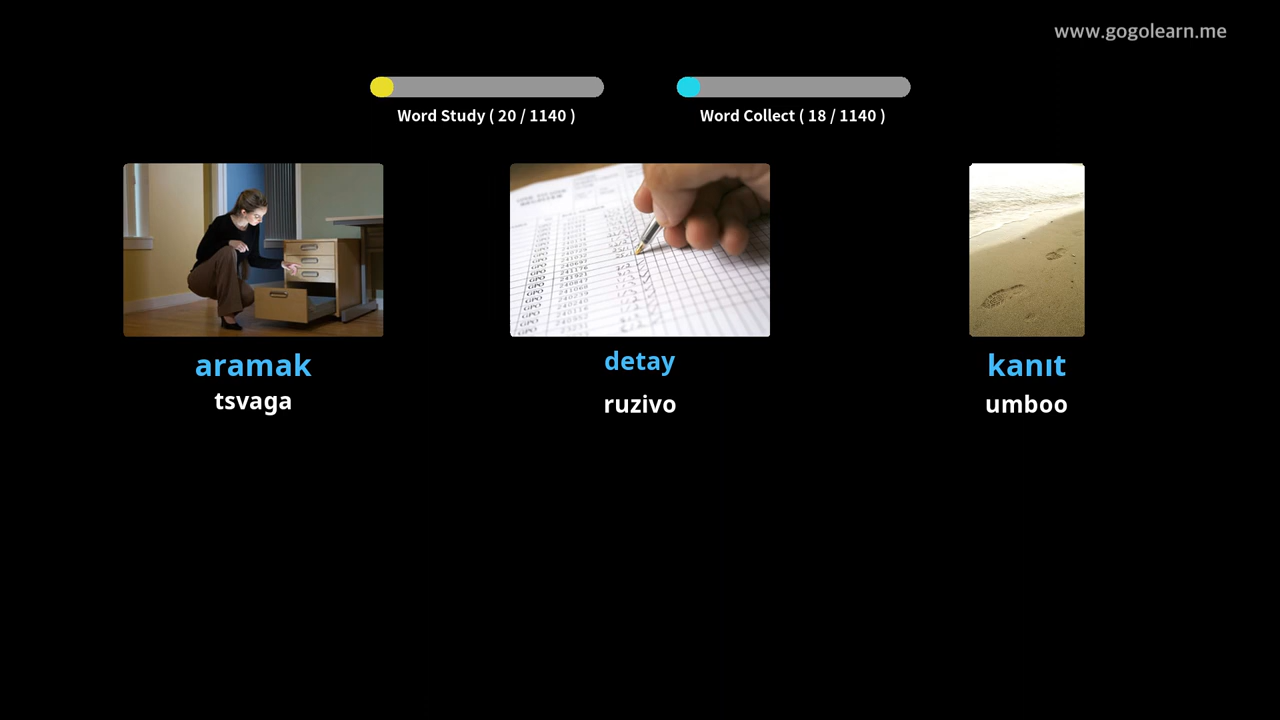 www.gogolearn.me
Word Study ( 20 / 1140 )
Word Collect ( 18 / 1140 )
aramak
detay
kanıt
tsvaga
ruzivo
umboo